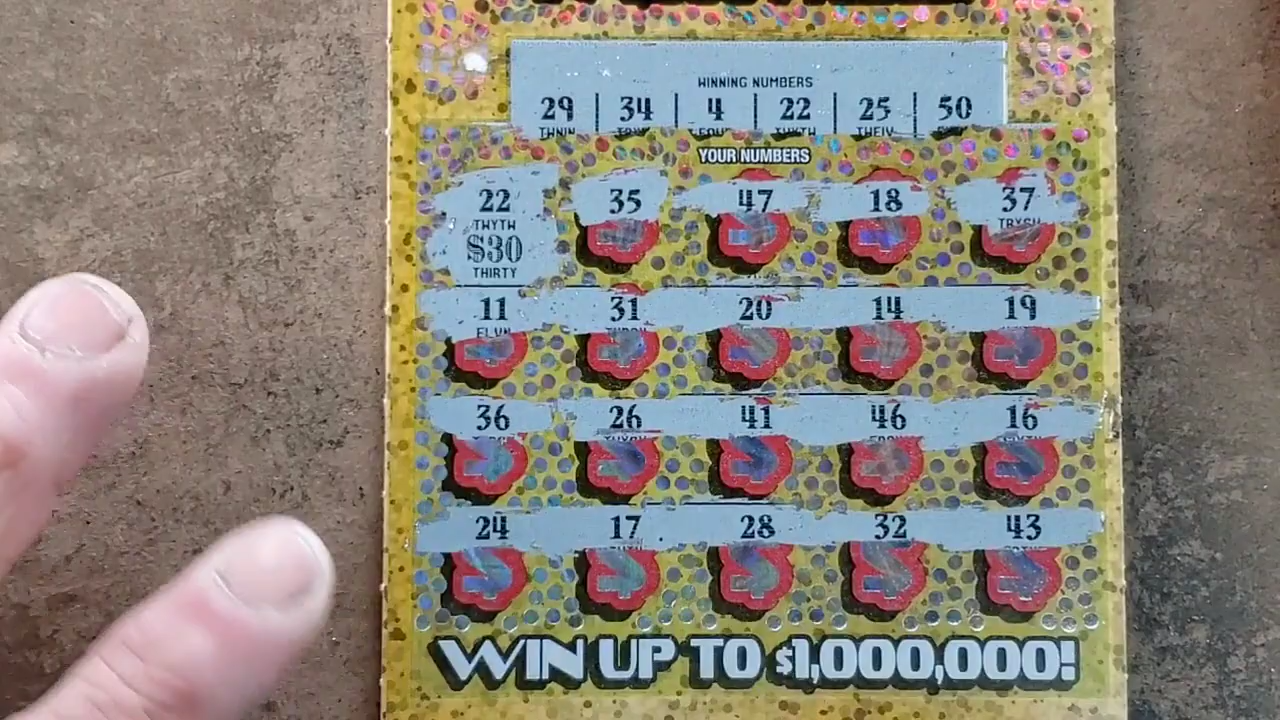 WINNING NUMBERS
29 34 4 22 25 50
YOUR NUMBERS
22 35 47 18 37
TWYTW
$30
THIRTY
11 31 20 14 19
36 26 41 46 16
24 17 28 32 43
WIN UP TO $1,000,000!